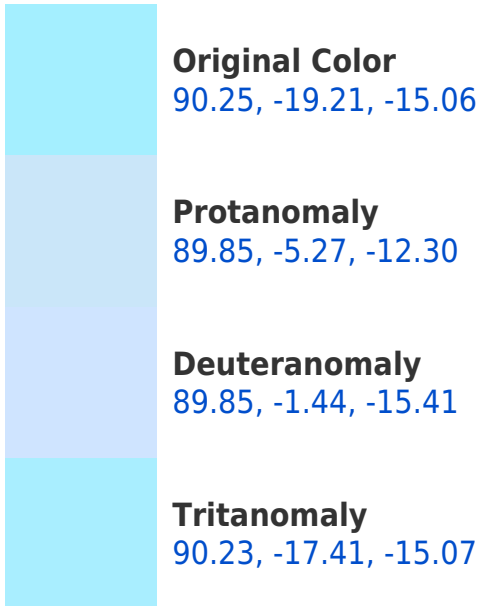 Original Color
90.25, -19.21, -15.06
Protanomaly
89.85, -5.27, -12.30
Deuteranomaly
89.85, -1.44, -15.41
Tritanomaly
90.23, -17.41, -15.07